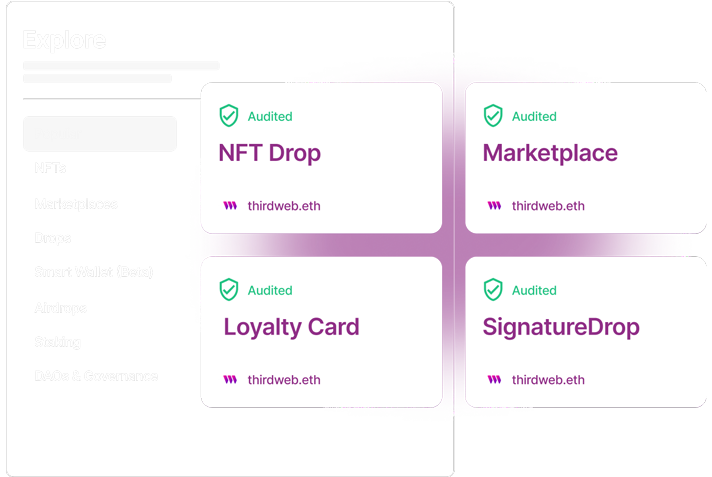 Explore
NFTs
Marketplaces
Drops
Smart Wallet (Beta)
Airdrops
Staking
DAOs & Governance
Audited
NFT Drop
thirdweb.eth
Audited
Marketplace
thirdweb.eth
Audited
Loyalty Card
thirdweb.eth
Audited
SignatureDrop
thirdweb.eth